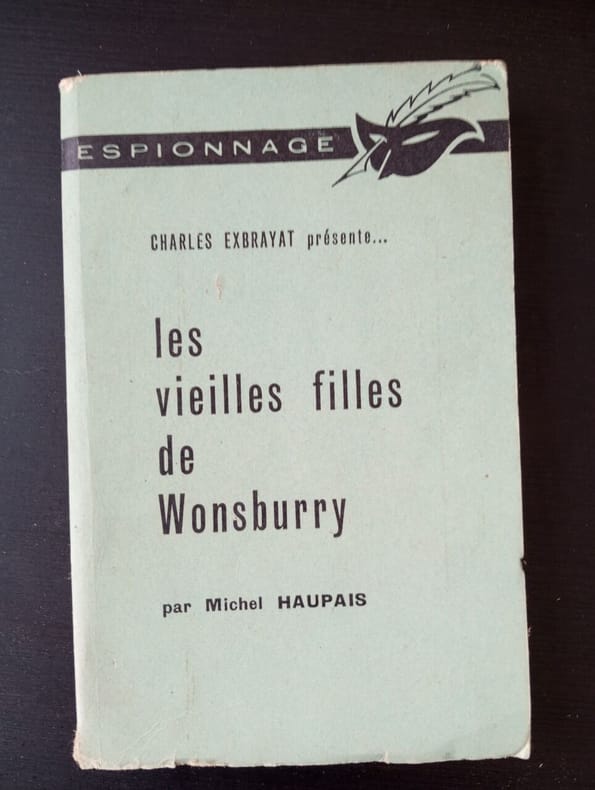 ESPIONNAGE
CHARLES EXBRAYAT présente...
les
vieilles filles
de
Wonsburry
par Michel HAUPAIS